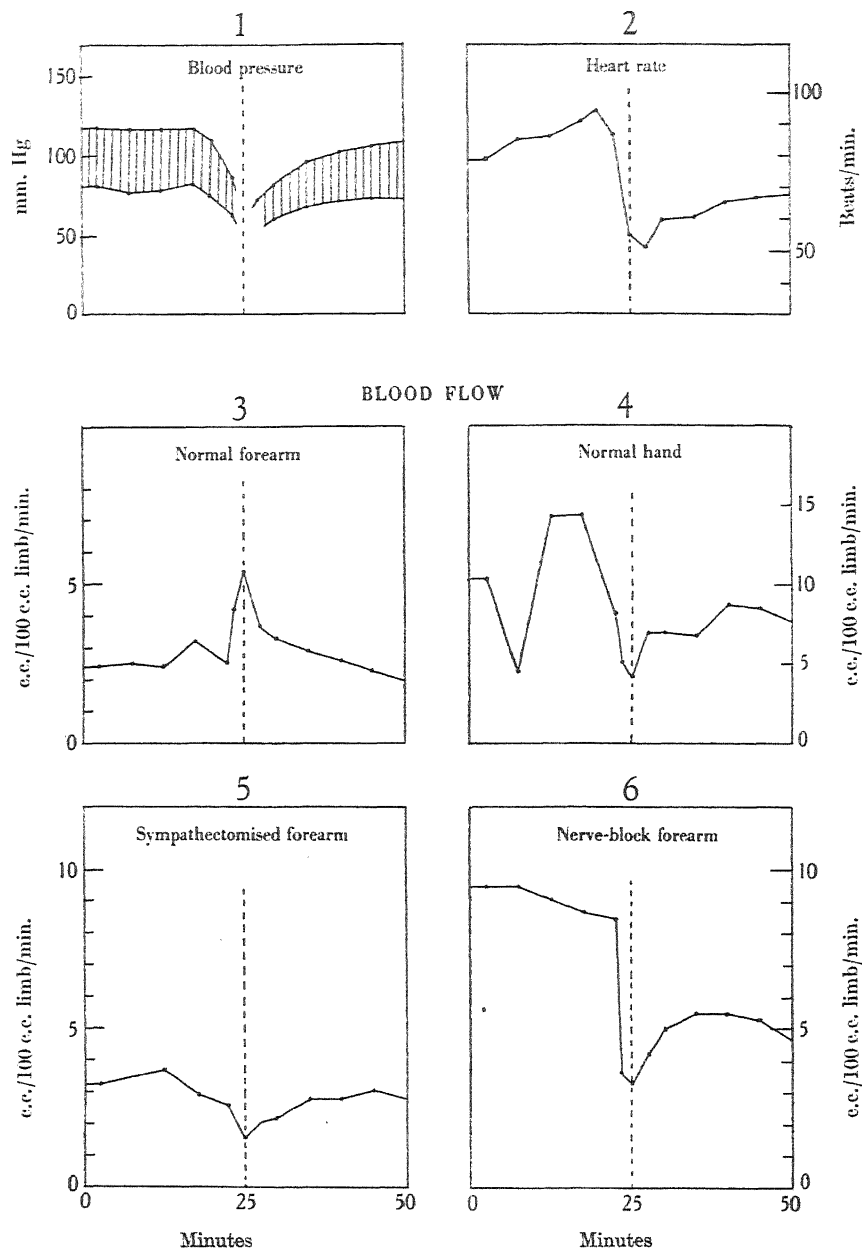 1
Blood pressure
150
100
50
0
mm. Hg
2
Heart rate
100
50
Beats/min.
BLOOD FLOW
3
Normal forearm
5
0
c.c./100 c.c. limb/min.
4
Normal hand
15
10
5
0
c.c./100 c.c. limb/min.
5
Sympathectomised forearm
10
5
0
c.c./100 c.c. limb/min.
0 25 50
Minutes
6
Nerve-block forearm
10
5
0
c.c./100 c.c. limb/min.
0 25 50
Minutes